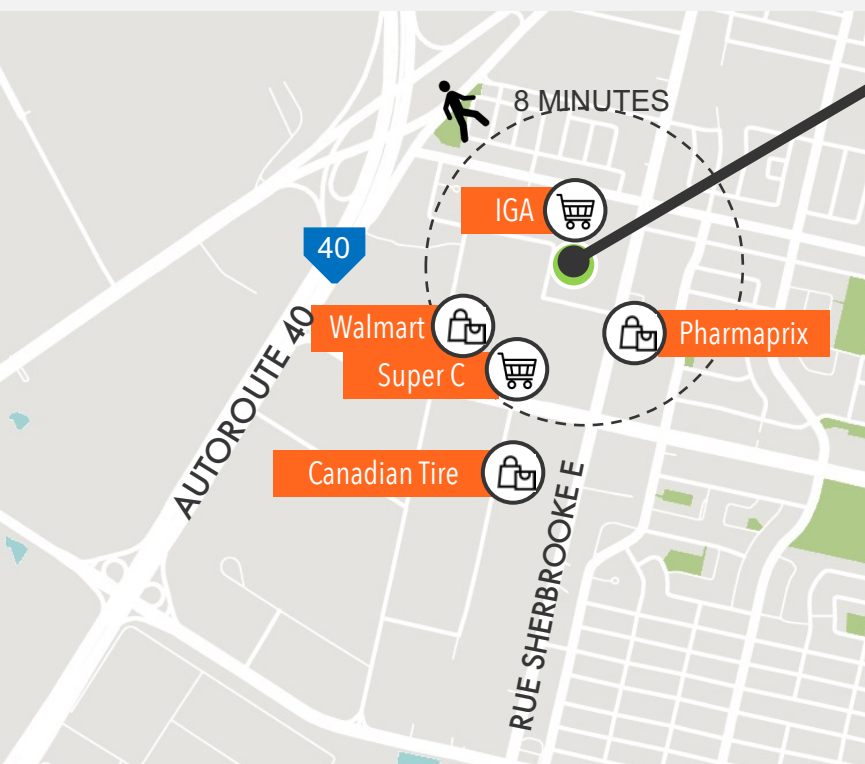 8 MINUTES
IGA
40
Walmart
Pharmaprix
Super C
AUTOROUTE 40
Canadian Tire
RUE SHERBROOKE E